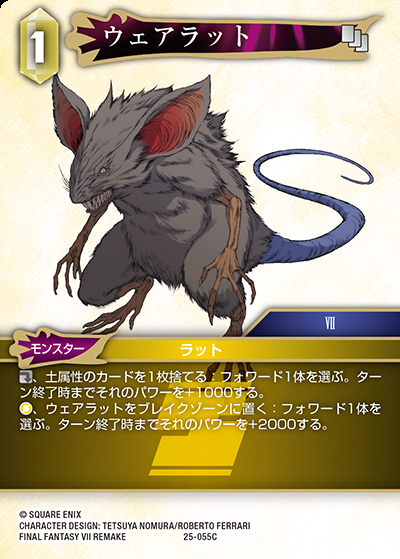 1
ウェアラット
VII
モンスター
ラット
、土属性のカードを1枚捨てる：フォワード1体を選ぶ。ター
ン終了時までそれのパワーを+1000する。
、ウェアラットをブレイクゾーンに置く：フォワード1体を
選ぶ。ターン終了時までそれのパワーを+2000する。
© SQUARE ENIX
CHARACTER DESIGN: TETSUYA NOMURA/ROBERTO FERRARI
FINAL FANTASY VII REMAKE 25-055C